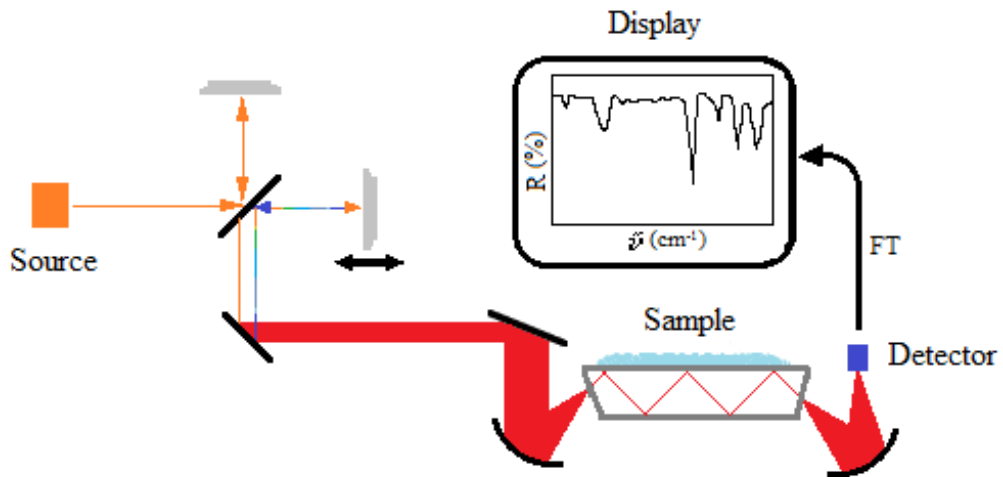 Display
R (%)
ṽ (cm⁻¹)
Source
FT
Sample
Detector